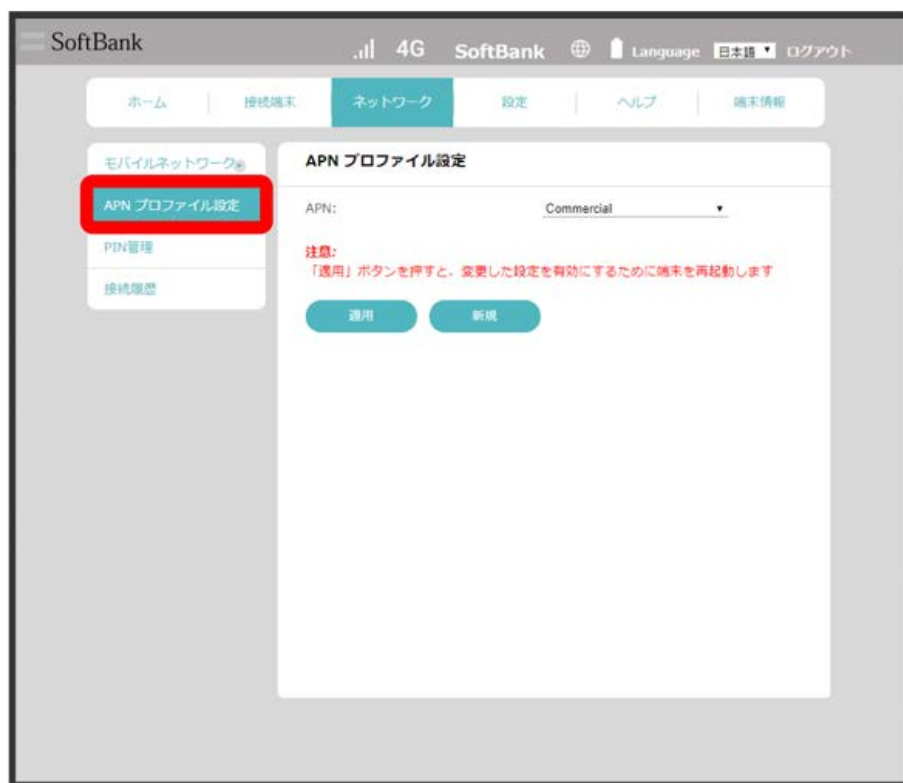 SoftBank
4G SoftBank Language 日本語 ログアウト
ホーム 接続端末 ネットワーク 設定 ヘルプ 端末情報
モバイルネットワーク
APN プロファイル設定
PIN管理
接続履歴
APN プロファイル設定
APN: Commercial
注意:
「適用」ボタンを押すと、変更した設定を有効にするために端末を再起動します
適用 新規